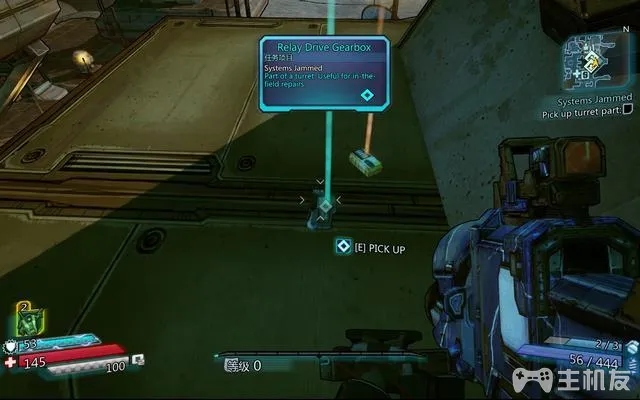 Relay Drive Gearbox
任务项目
Systems Jammed
Part of a turret. Useful for in-the-
field repairs.
N
Systems Jammed
Pick up turret part:
[E] PICK UP
2
53
145
100
等级 0
2 / 3
56 / 444
主机友